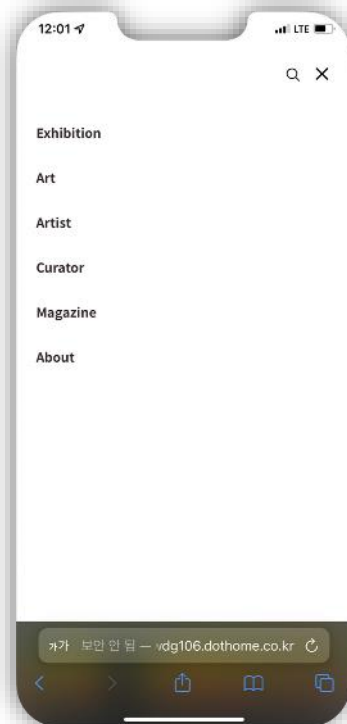 12:01 LTE
Exhibition
Art
Artist
Curator
Magazine
About
가가 보안 안 됨 — vdg106.dothome.co.kr